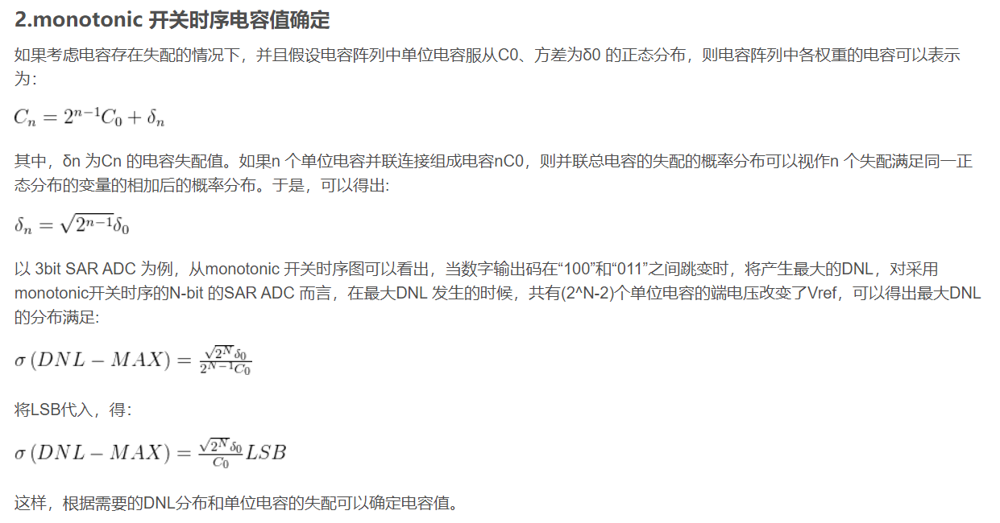 2.monotonic 开关时序电容值确定
如果考虑电容存在失配的情况下，并且假设电容阵列中单位电容服从C0、方差为δ0 的正态分布，则电容阵列中各权重的电容可以表示
为：
$C_n = 2^{n-1}C_0 + \delta_n$
其中，δn 为Cn 的电容失配值。如果n 个单位电容并联连接组成电容nC0，则并联总电容的失配的概率分布可以视作n 个失配满足同一正
态分布的变量的相加后的概率分布。于是，可以得出:
$\delta_n = \sqrt{2^{n-1}}\delta_0$
以 3bit SAR ADC 为例，从monotonic 开关时序图可以看出，当数字输出码在“100”和“011”之间跳变时，将产生最大的DNL，对采用
monotonic开关时序的N-bit 的SAR ADC 而言，在最大DNL 发生的时候，共有(2^N-2)个单位电容的端电压改变了Vref，可以得出最大DNL
的分布满足:
$\sigma(DNL-MAX) = \frac{\sqrt{2^N}\delta_0}{2^{N-1}C_0}$
将LSB代入，得：
$\sigma(DNL-MAX) = \frac{\sqrt{2^N}\delta_0}{C_0}LSB$
这样，根据需要的DNL分布和单位电容的失配可以确定电容值。